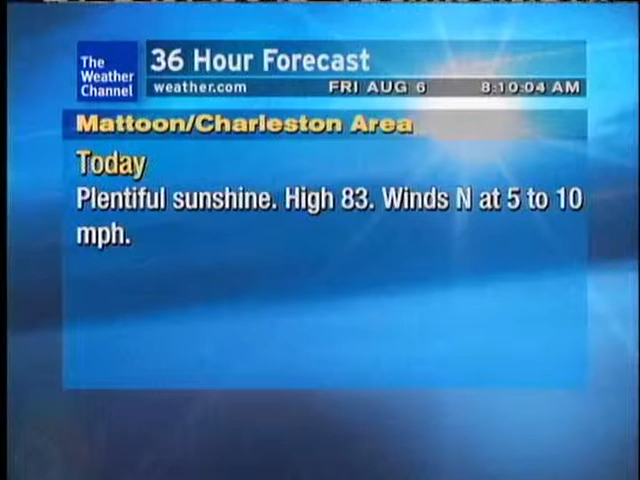 The
Weather
Channel
36 Hour Forecast
weather.com FRI AUG 6 8:10:04 AM
Mattoon/Charleston Area
Today
Plentiful sunshine. High 83. Winds N at 5 to 10
mph.